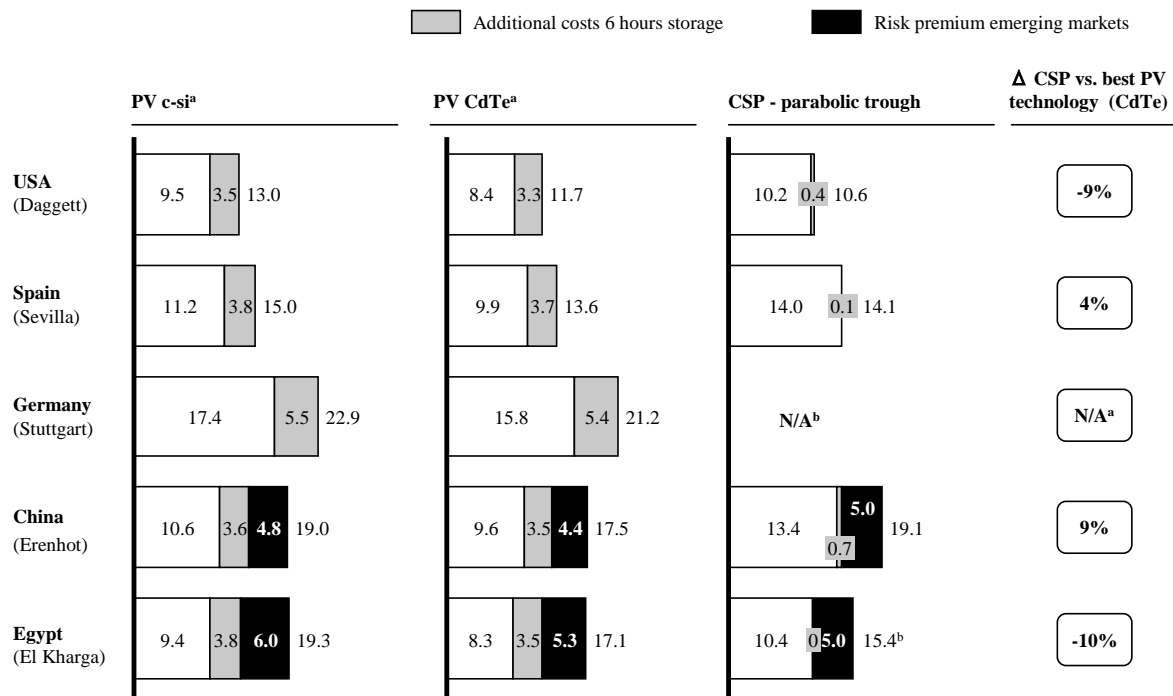 Additional costs 6 hours storage
Risk premium emerging markets
PV c-siᵃ
PV CdTeᵃ
CSP - parabolic trough
Δ CSP vs. best PV
technology (CdTe)
USA
(Daggett)
9.5 3.5 13.0
8.4 3.3 11.7
10.2 0.4 10.6
-9%
Spain
(Sevilla)
11.2 3.8 15.0
9.9 3.7 13.6
14.0 0.1 14.1
4%
Germany
(Stuttgart)
17.4 5.5 22.9
15.8 5.4 21.2
N/Aᵇ
N/Aᵃ
China
(Erenhot)
10.6 3.6 4.8 19.0
9.6 3.5 4.4 17.5
13.4 0.7 5.0 19.1
9%
Egypt
(El Kharga)
9.4 3.8 6.0 19.3
8.3 3.5 5.3 17.1
10.4 0 5.0 15.4ᵇ
-10%